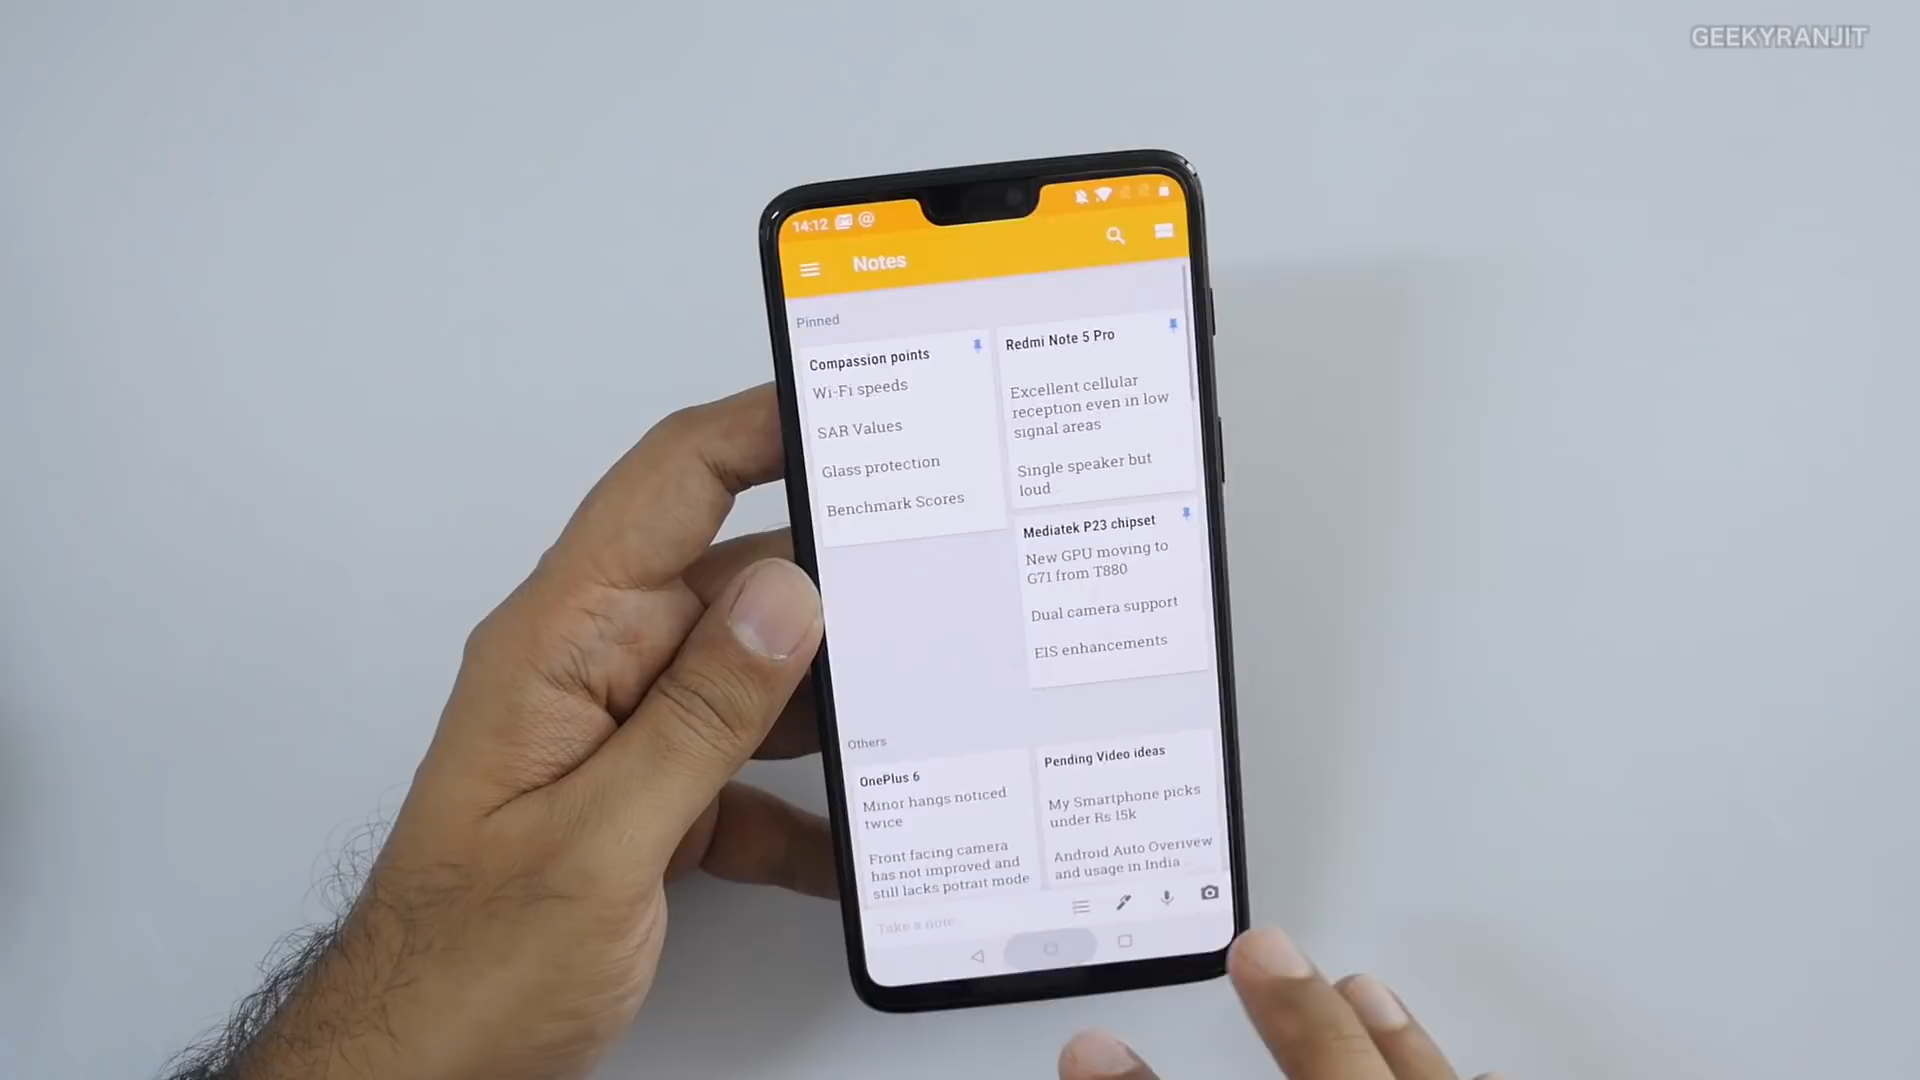 GEEKYRANJIT
14:12
Notes
Pinned
Compassion points
Wi-Fi speeds
SAR Values
Glass protection
Benchmark Scores
Redmi Note 5 Pro
Excellent cellular
reception even in low
signal areas
Single speaker but
loud
Mediatek P23 chipset
New GPU moving to
G71 from T880
Dual camera support
EIS enhancements
Others
OnePlus 6
Minor hangs noticed
twice
Front facing camera
has not improved and
still lacks potrait mode
Pending Video ideas
My Smartphone picks
under Rs 15k
Android Auto Overivew
and usage in India
Take a note...